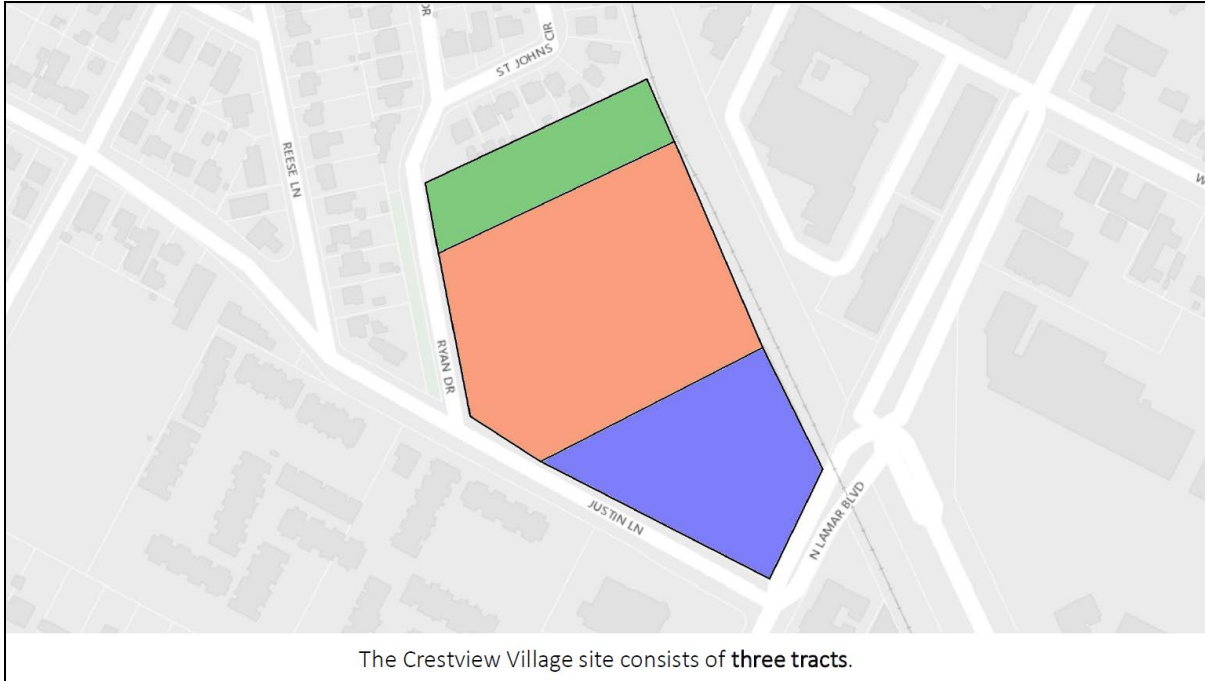 DR
ST JOHNS
CIR
REESE LN
RYAN DR
JUSTIN LN
N LAMAR BLVD
W
The Crestview Village site consists of three tracts.